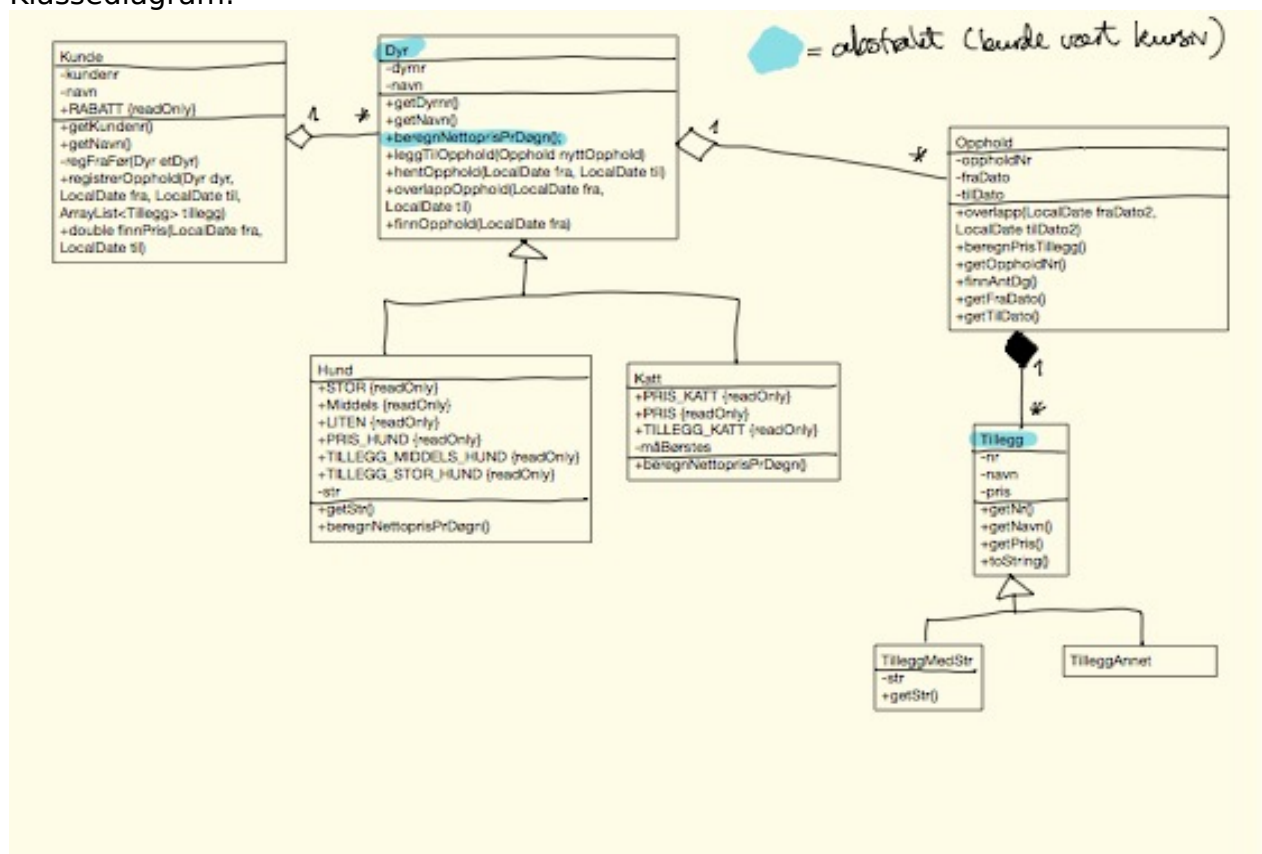 Klassediagram:
= abstrakt (burde vært kursiv)
Kunde
-kundenr
-navn
+RABATT {readOnly}
+getKundenr()
+getNavn()
-regFraFør(Dyr etDyr)
+registrerOpphold(Dyr dyr,
LocalDate fra, LocalDate til,
ArrayList<Tillegg> tillegg)
+double finnPris(LocalDate fra,
LocalDate til)
1
*
Dyr
-dyrnr
-navn
+getDyrnr()
+getNavn()
+beregnNettoprisPrDøgn();
+leggTilOpphold(Opphold nyttOpphold)
+hentOpphold(LocalDate fra, LocalDate til)
+overlappOpphold(LocalDate fra,
LocalDate til)
+finnOpphold(LocalDate fra)
1
*
Opphold
-oppholdNr
-fraDato
-tilDato
+overlapp(LocalDate fraDato2,
LocalDate tilDato2)
+beregnPrisTillegg()
+getOppholdNr()
+finnAntDg()
+getFraDato()
+getTilDato()
Hund
+STOR {readOnly}
+Middels {readOnly}
+LITEN {readOnly}
+PRIS_HUND {readOnly}
+TILLEGG_MIDDELS_HUND {readOnly}
+TILLEGG_STOR_HUND {readOnly}
-str
+getStr()
+beregnNettoprisPrDøgn()
Katt
+PRIS_KATT {readOnly}
+PRIS {readOnly}
+TILLEGG_KATT {readOnly}
-måBørstes
+beregnNettoprisPrDøgn()
1
*
Tillegg
-nr
-navn
-pris
+getNr()
+getNavn()
+getPris()
+toString()
TilleggMedStr
-str
+getStr()
TilleggAnnet